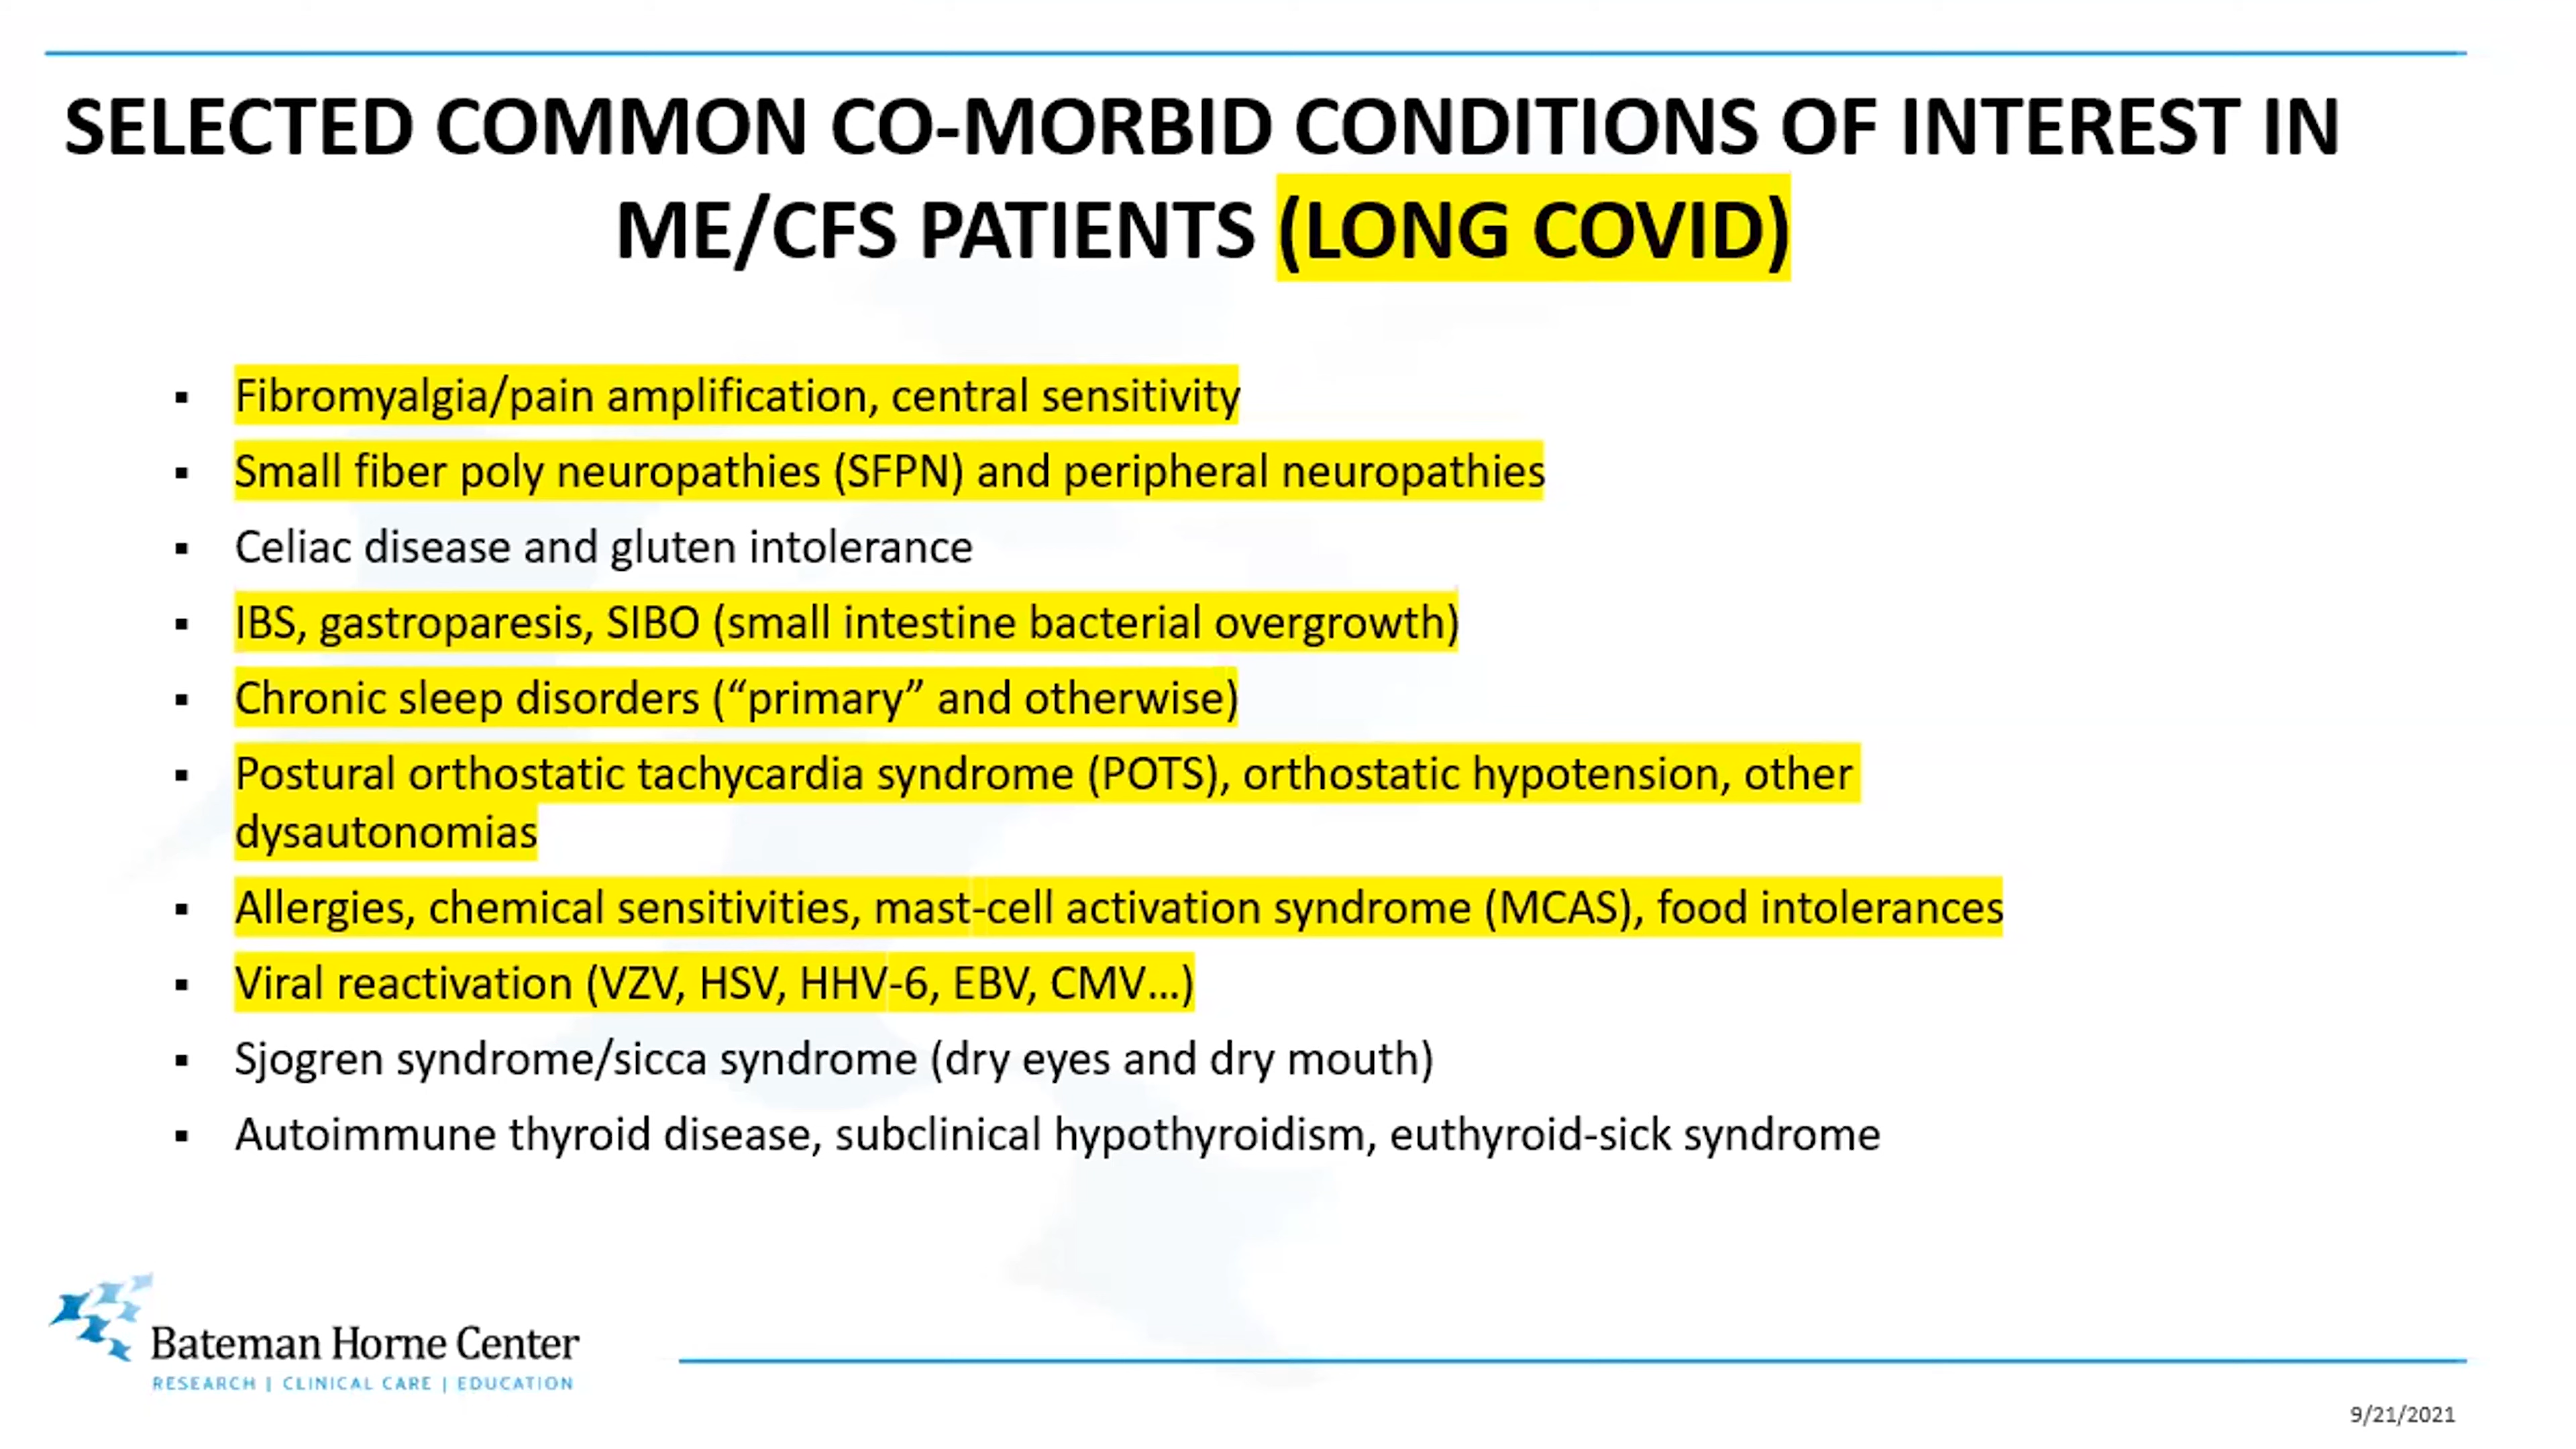 SELECTED COMMON CO-MORBID CONDITIONS OF INTEREST IN
ME/CFS PATIENTS (LONG COVID)
▪ Fibromyalgia/pain amplification, central sensitivity
▪ Small fiber poly neuropathies (SFPN) and peripheral neuropathies
▪ Celiac disease and gluten intolerance
▪ IBS, gastroparesis, SIBO (small intestine bacterial overgrowth)
▪ Chronic sleep disorders (“primary” and otherwise)
▪ Postural orthostatic tachycardia syndrome (POTS), orthostatic hypotension, other
dysautonomias
▪ Allergies, chemical sensitivities, mast-cell activation syndrome (MCAS), food intolerances
▪ Viral reactivation (VZV, HSV, HHV-6, EBV, CMV...)
▪ Sjogren syndrome/sicca syndrome (dry eyes and dry mouth)
▪ Autoimmune thyroid disease, subclinical hypothyroidism, euthyroid-sick syndrome
Bateman Horne Center
RESEARCH | CLINICAL CARE | EDUCATION
9/21/2021